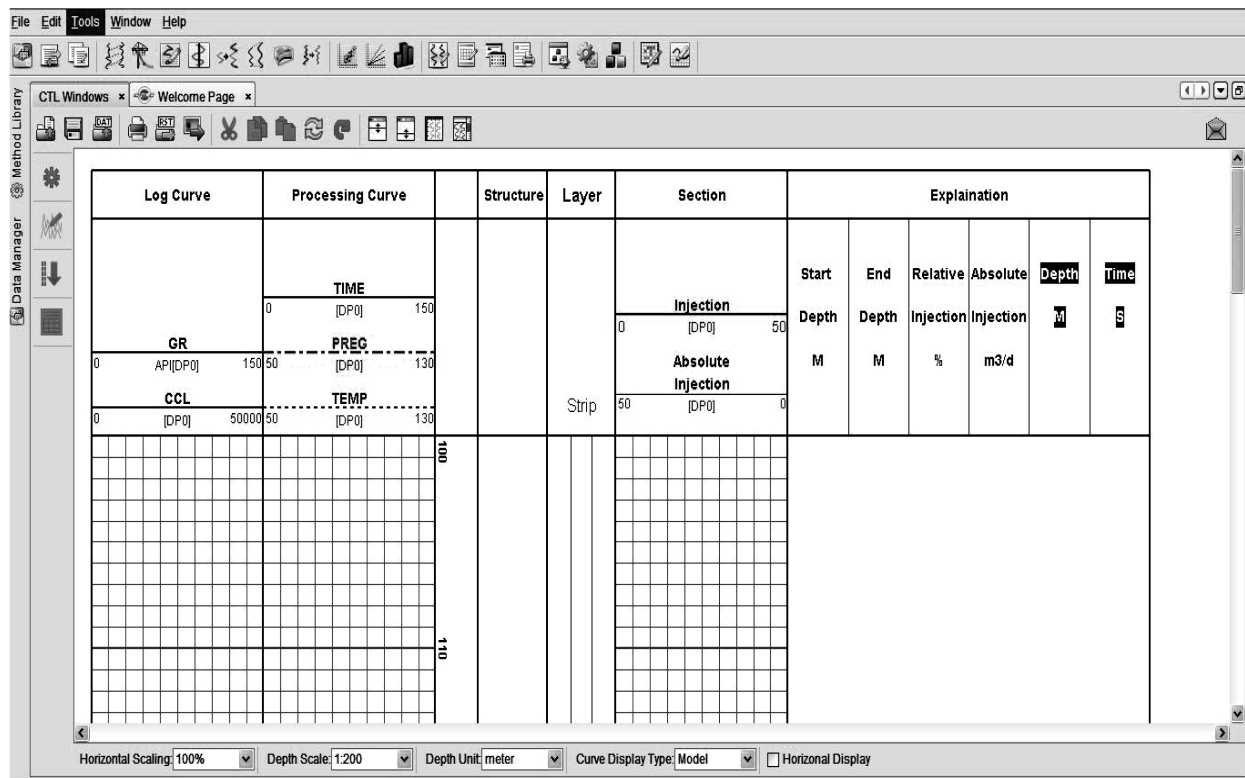 File Edit Tools Window Help
CTL Windows × Welcome Page ×
DAT RST
Method Library
Data Manager
Log Curve Processing Curve Structure Layer Section Explaination
TIME
0 [DP0] 150
GR
0 API[DP0] 150
CCL
0 [DP0] 50000
PREG
50 [DP0] 130
TEMP
50 [DP0] 130
Strip
Injection
0 [DP0] 50
Absolute
Injection
50 [DP0] 0
Start End Relative Absolute Depth Time
Depth Depth Injection Injection M S
M M % m3/d
100
110
Horizontal Scaling: 100% Depth Scale: 1:200 Depth Unit: meter Curve Display Type: Model Horizonal Display